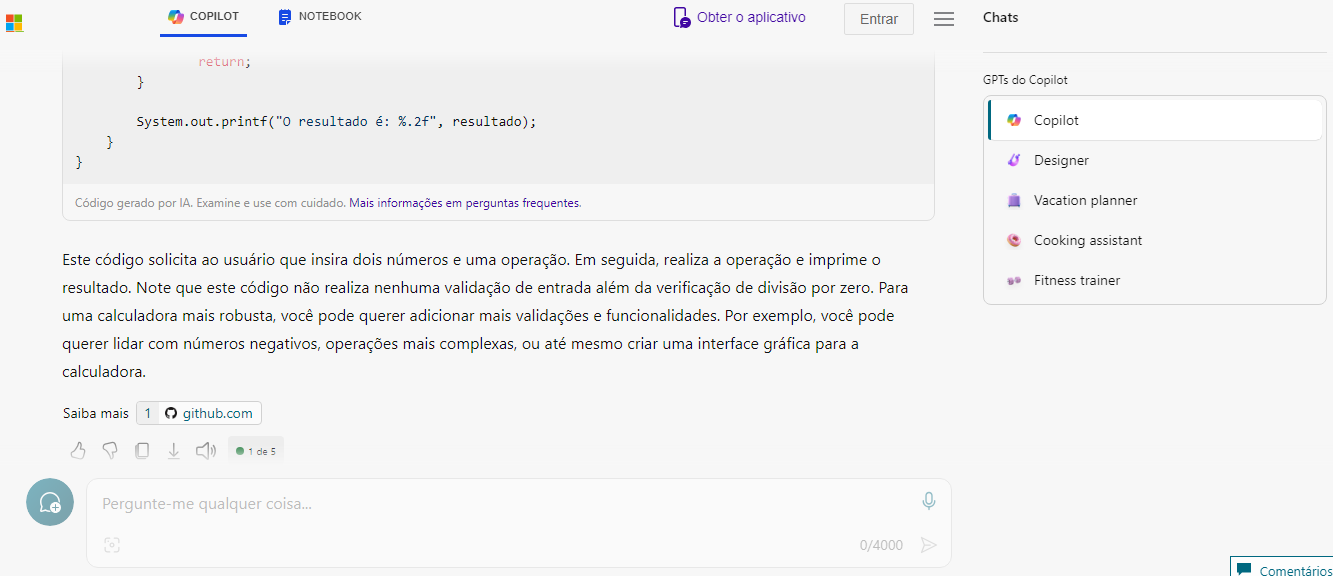 COPILOT
NOTEBOOK
Obter o aplicativo
Entrar
return;
}
System.out.printf("O resultado é: %.2f", resultado);
}
}
Código gerado por IA. Examine e use com cuidado. Mais informações em perguntas frequentes.
Este código solicita ao usuário que insira dois números e uma operação. Em seguida, realiza a operação e imprime o
resultado. Note que este código não realiza nenhuma validação de entrada além da verificação de divisão por zero. Para
uma calculadora mais robusta, você pode querer adicionar mais validações e funcionalidades. Por exemplo, você pode
querer lidar com números negativos, operações mais complexas, ou até mesmo criar uma interface gráfica para a
calculadora.
Saiba mais 1 github.com
1 de 5
Pergunte-me qualquer coisa...
0/4000
Chats
GPTs do Copilot
Copilot
Designer
Vacation planner
Cooking assistant
Fitness trainer
Comentários